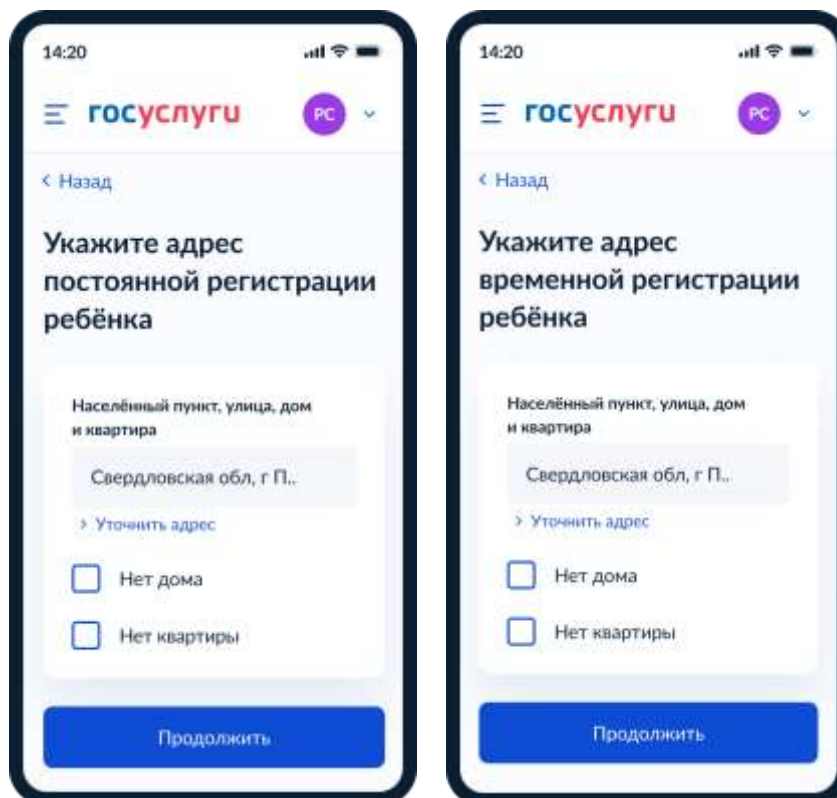 14:20
госуслуги
РС
Назад
Укажите адрес
постоянной регистрации
ребёнка
Населённый пункт, улица, дом
и квартира
Свердловская обл, г П..
Уточнить адрес
Нет дома
Нет квартиры
Продолжить
14:20
госуслуги
РС
Назад
Укажите адрес
временной регистрации
ребёнка
Населённый пункт, улица, дом
и квартира
Свердловская обл, г П..
Уточнить адрес
Нет дома
Нет квартиры
Продолжить